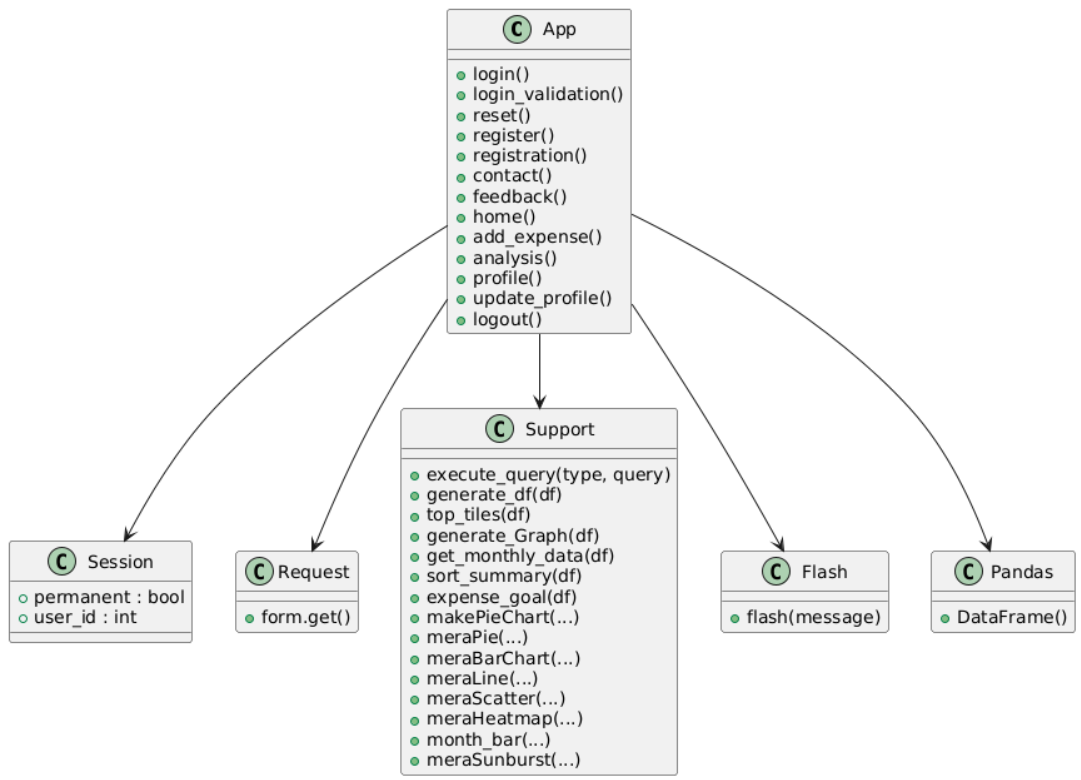 C App
login()
login_validation()
reset()
register()
registration()
contact()
feedback()
home()
add_expense()
analysis()
profile()
update_profile()
logout()
C Session
permanent : bool
user_id : int
C Request
form.get()
C Support
execute_query(type, query)
generate_df(df)
top_tiles(df)
generate_Graph(df)
get_monthly_data(df)
sort_summary(df)
expense_goal(df)
makePieChart(...)
meraPie(...)
meraBarChart(...)
meraLine(...)
meraScatter(...)
meraHeatmap(...)
month_bar(...)
meraSunburst(...)
C Flash
flash(message)
C Pandas
DataFrame()